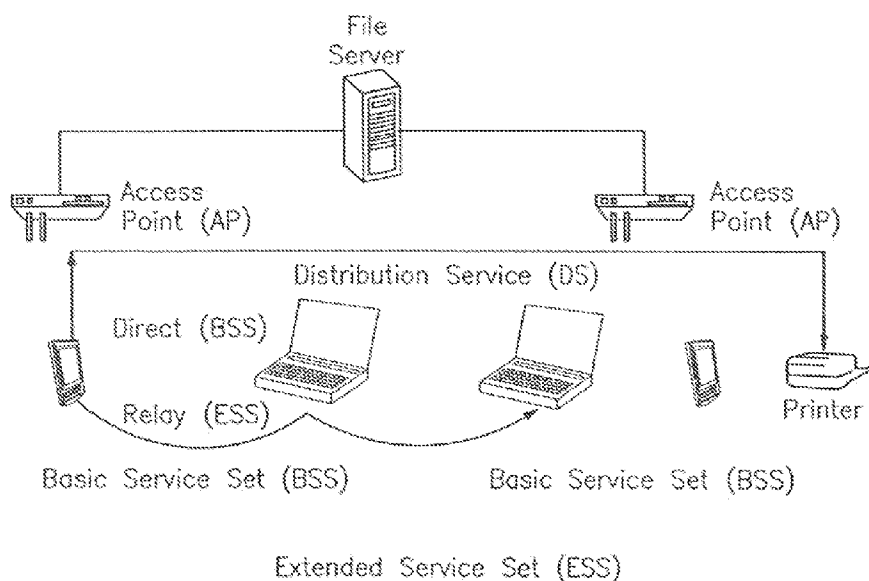 File
Server
Access
Point (AP)
Access
Point (AP)
Distribution Service (DS)
Direct (BSS)
Relay (ESS)
Printer
Basic Service Set (BSS)
Basic Service Set (BSS)
Extended Service Set (ESS)